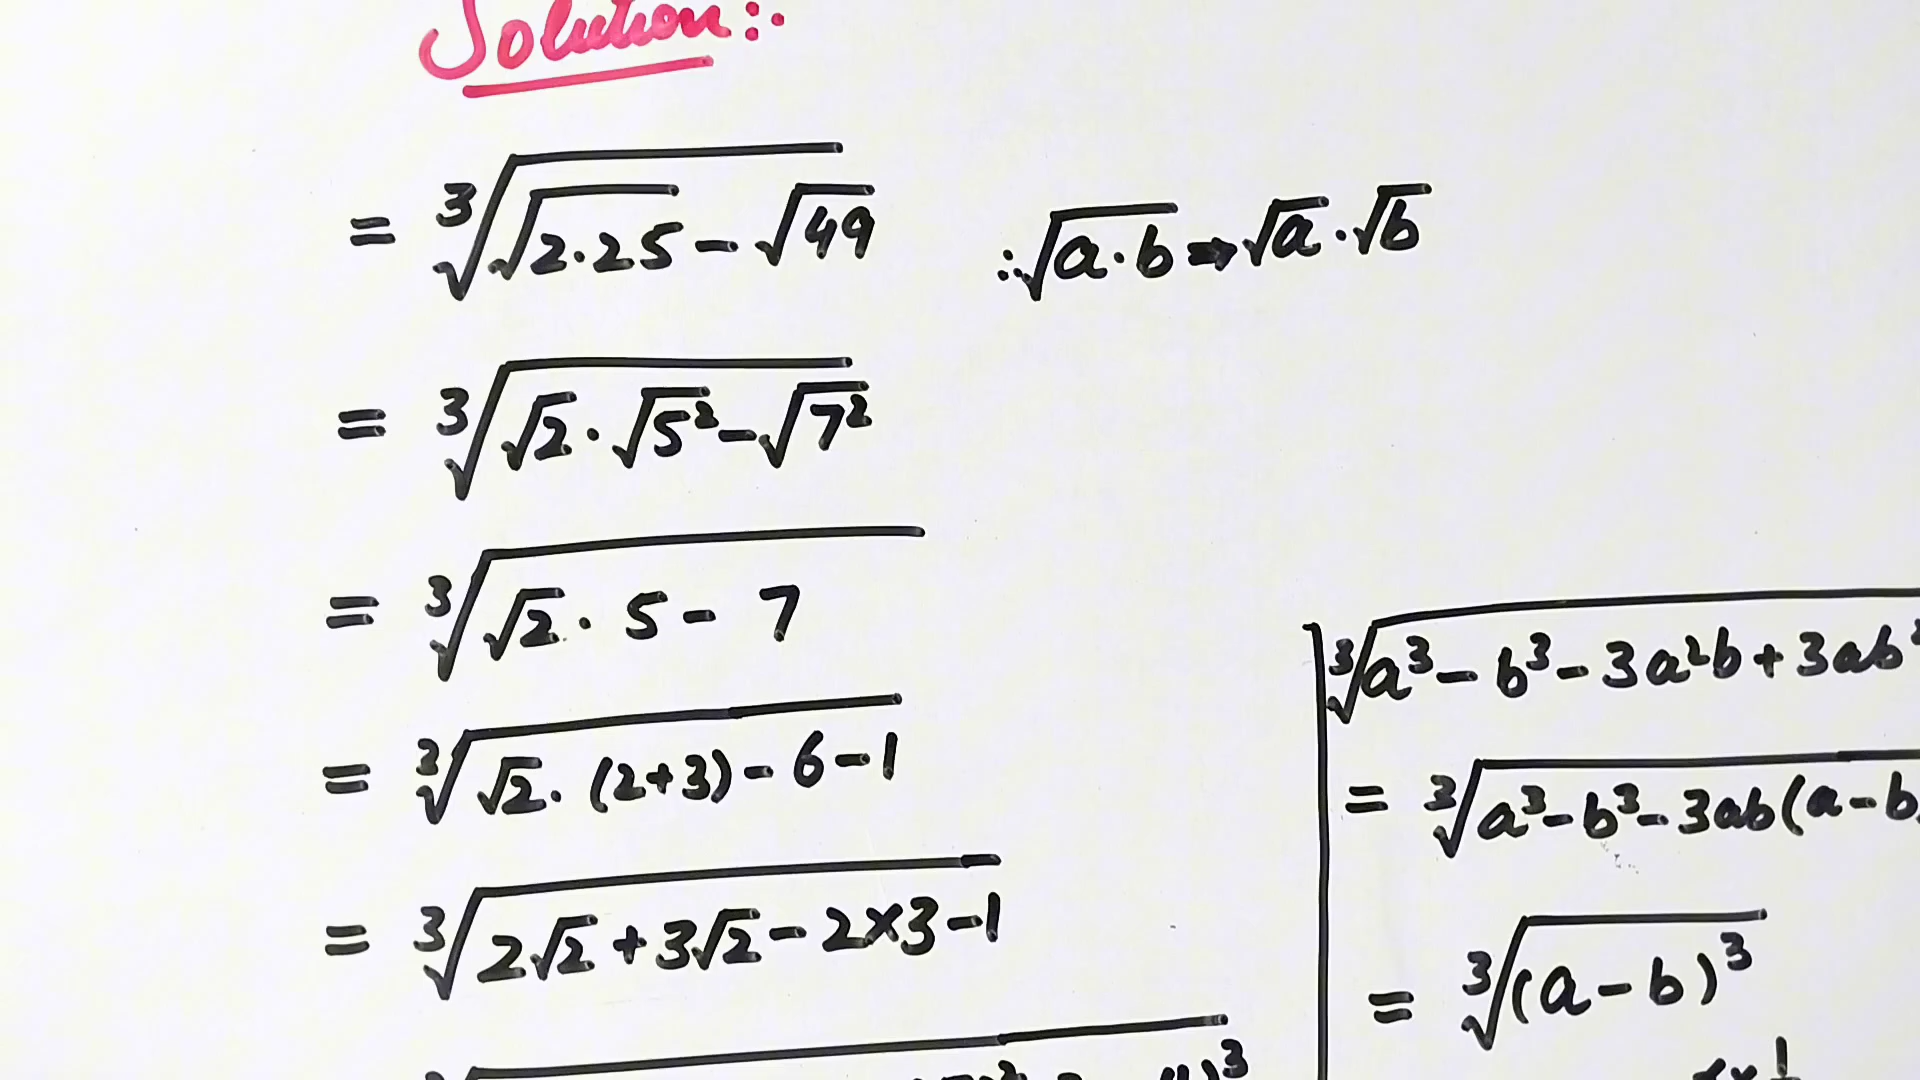 Solution:
= ∛(√(2·25) - √49) ∵ √(a·b) ⇒ √a·√b
= ∛(√2·√5² - √7²)
= ∛(√2·5 - 7)
= ∛(√2·(2+3) - 6 - 1)
= ∛(2√2 + 3√2 - 2×3 - 1)
∛(a³ - b³ - 3a²b + 3ab²
= ∛(a³ - b³ - 3ab(a-b)
= ∛((a-b)³)